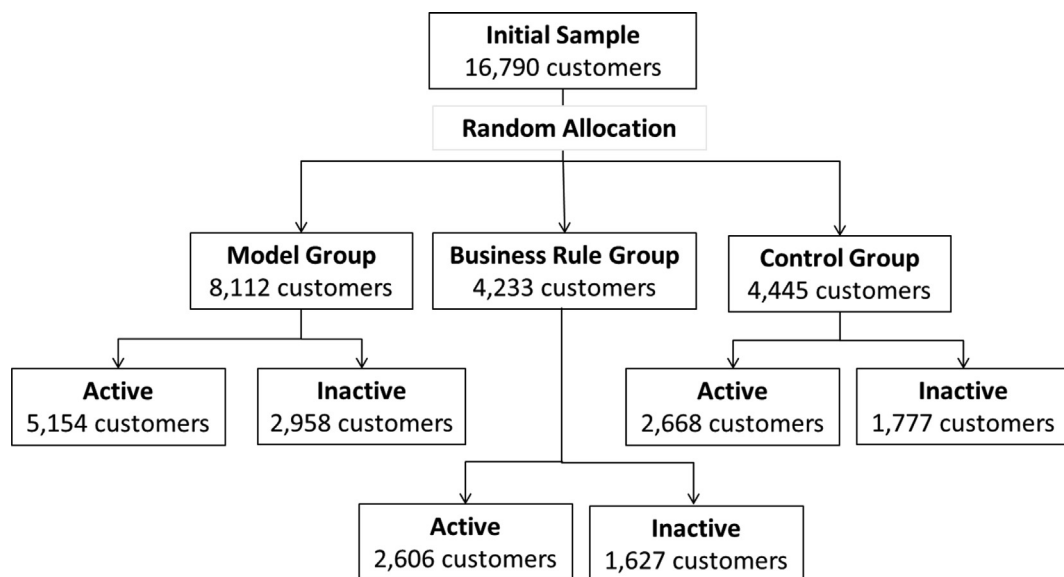 Initial Sample
16,790 customers
Random Allocation
Model Group
8,112 customers
Business Rule Group
4,233 customers
Control Group
4,445 customers
Active
5,154 customers
Inactive
2,958 customers
Active
2,668 customers
Inactive
1,777 customers
Active
2,606 customers
Inactive
1,627 customers